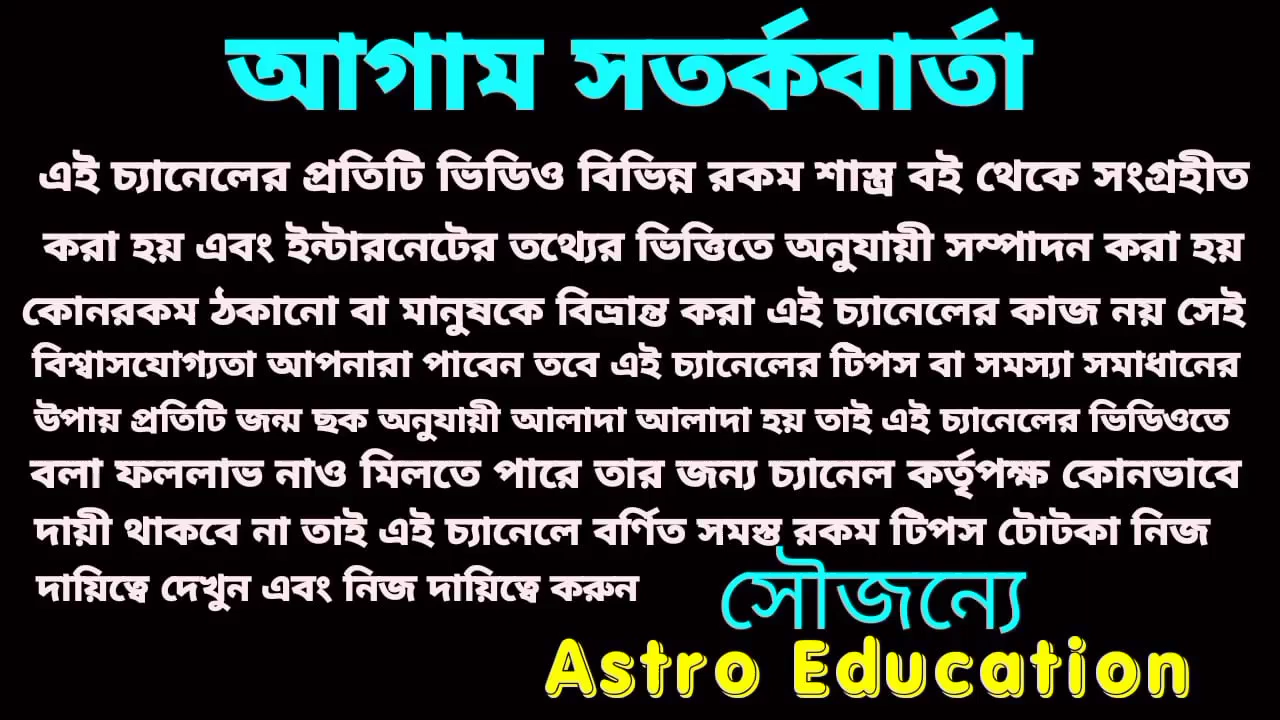 আগাম সতর্কবার্তা
এই চ্যানেলের প্রতিটি ভিডিও বিভিন্ন রকম শাস্ত্র বই থেকে সংগ্রহীত
করা হয় এবং ইন্টারনেটের তথ্যের ভিত্তিতে অনুযায়ী সম্পাদন করা হয়
কোনরকম ঠকানো বা মানুষকে বিভ্রান্ত করা এই চ্যানেলের কাজ নয় সেই
বিশ্বাসযোগ্যতা আপনারা পাবেন তবে এই চ্যানেলের টিপস বা সমস্যা সমাধানের
উপায় প্রতিটি জন্ম ছক অনুযায়ী আলাদা আলাদা হয় তাই এই চ্যানেলের ভিডিওতে
বলা ফললাভ নাও মিলতে পারে তার জন্য চ্যানেল কর্তৃপক্ষ কোনভাবে
দায়ী থাকবে না তাই এই চ্যানেলে বর্ণিত সমস্ত রকম টিপস টোটকা নিজ
দায়িত্বে দেখুন এবং নিজ দায়িত্বে করুন
সৌজন্যে
Astro Education